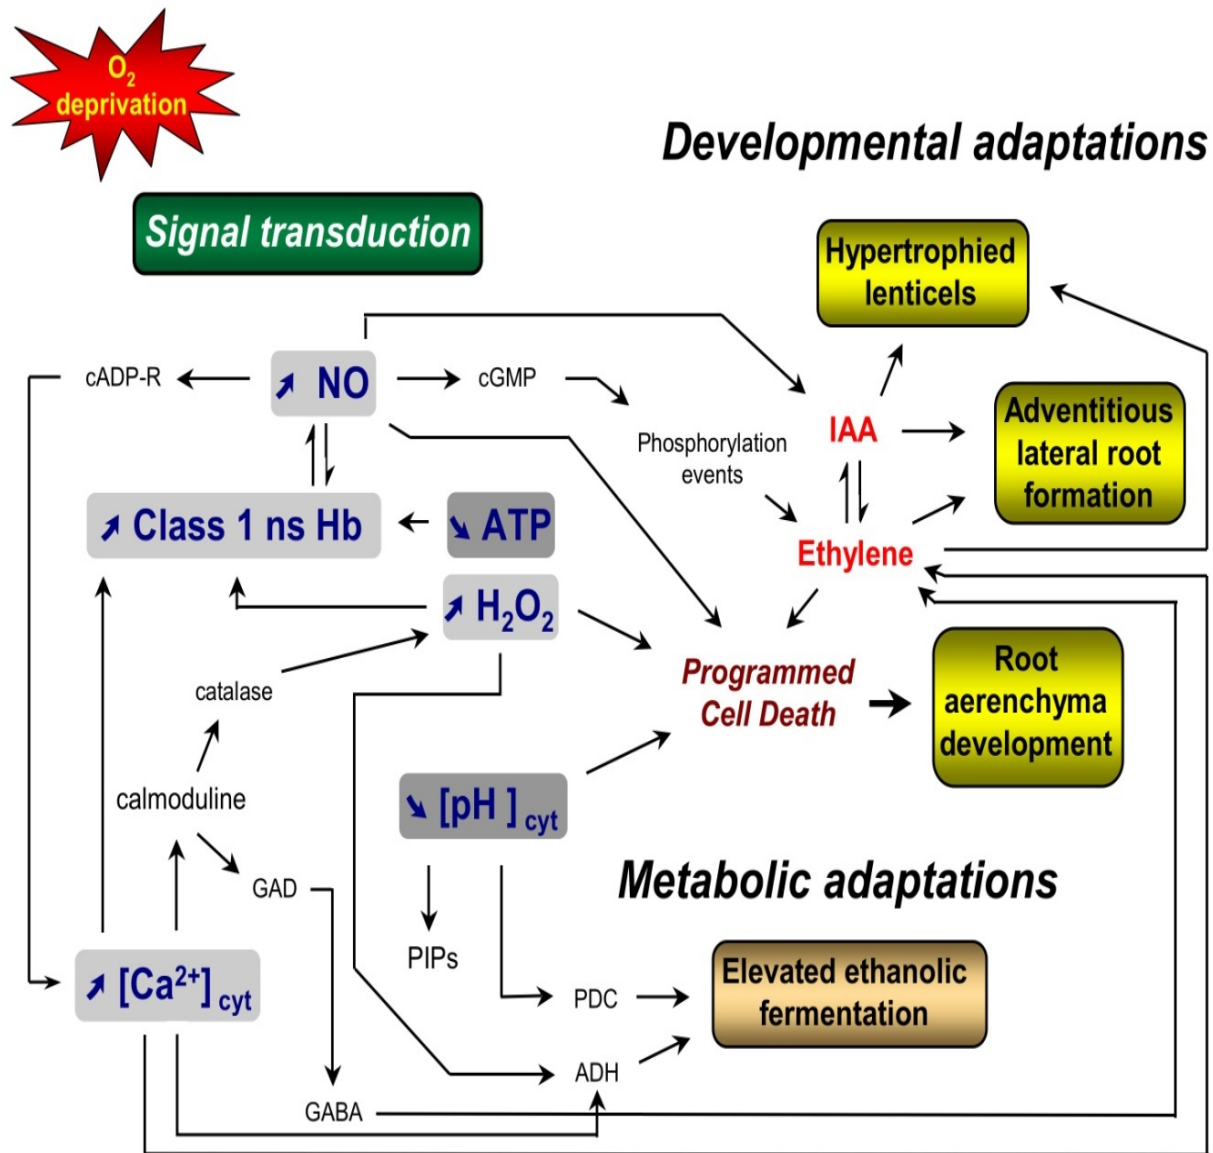 O₂
deprivation
Developmental adaptations
Signal transduction
Hypertrophied
lenticels
cADP-R
NO
cGMP
IAA
Adventitious
lateral root
formation
Phosphorylation
events
Class 1 ns Hb
ATP
Ethylene
H₂O₂
Programmed
Cell Death
Root
aerenchyma
development
catalase
calmoduline
[pH ] cyt
GAD
Metabolic adaptations
PIPs
[Ca²⁺] cyt
PDC
Elevated ethanolic
fermentation
ADH
GABA